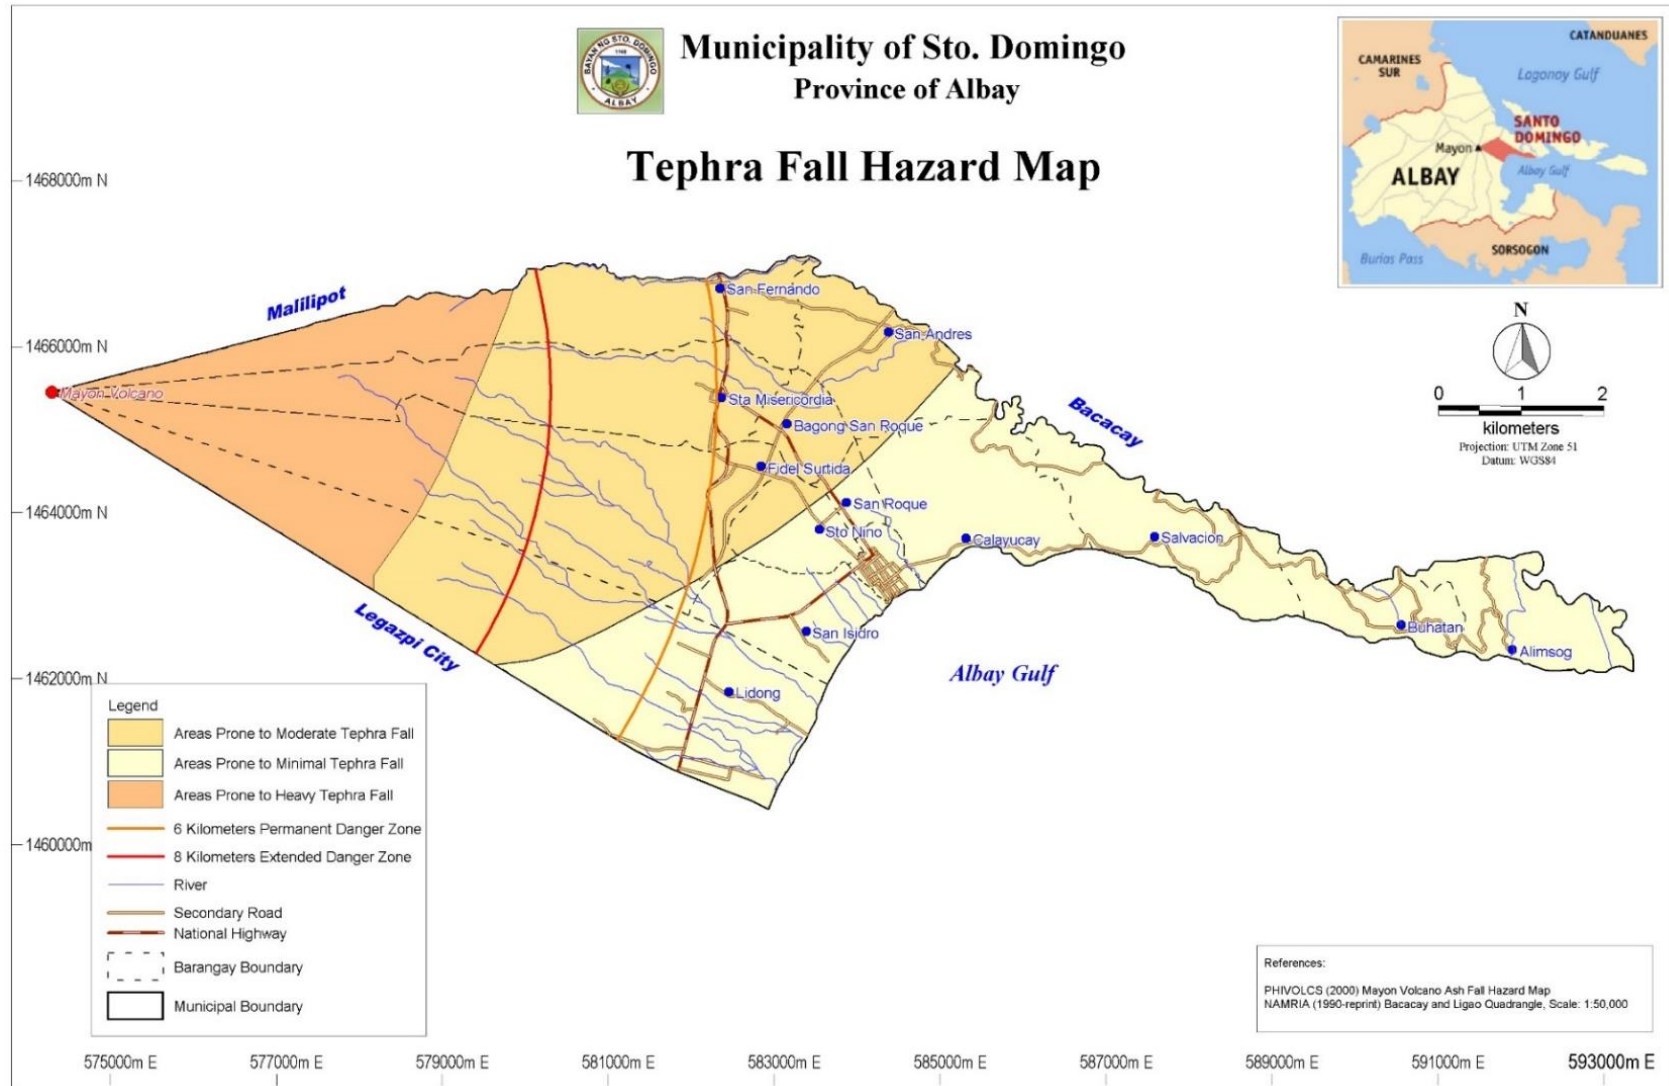 BAYAN NG STO. DOMINGO
ALBAY
Municipality of Sto. Domingo
Province of Albay
Tephra Fall Hazard Map
CATANDUANES
CAMARINES
SUR
Lagonoy Gulf
SANTO
DOMINGO
Mayon
Albay Gulf
ALBAY
SORSOGON
Burias Pass
N
0 1 2
kilometers
Projection: UTM Zone 51
Datum: WGS84
1468000m N
1466000m N
1464000m N
1462000m N
1460000m N
Malilipot
San Fernando
San Andres
Mayon Volcano
Sta Misericordia
Bacacay
Bagong San Roque
Fidel Surtida
San Roque
Sto Nino
Calayucay
Salvacion
Legazpi City
San Isidro
Buhatan
Alimsog
Albay Gulf
Lidong
Legend
Areas Prone to Moderate Tephra Fall
Areas Prone to Minimal Tephra Fall
Areas Prone to Heavy Tephra Fall
6 Kilometers Permanent Danger Zone
8 Kilometers Extended Danger Zone
River
Secondary Road
National Highway
Barangay Boundary
Municipal Boundary
References:
PHIVOLCS (2000) Mayon Volcano Ash Fall Hazard Map
NAMRIA (1990-reprint) Bacacay and Ligao Quadrangle, Scale: 1:50,000
575000m E
577000m E
579000m E
581000m E
583000m E
585000m E
587000m E
589000m E
591000m E
593000m E